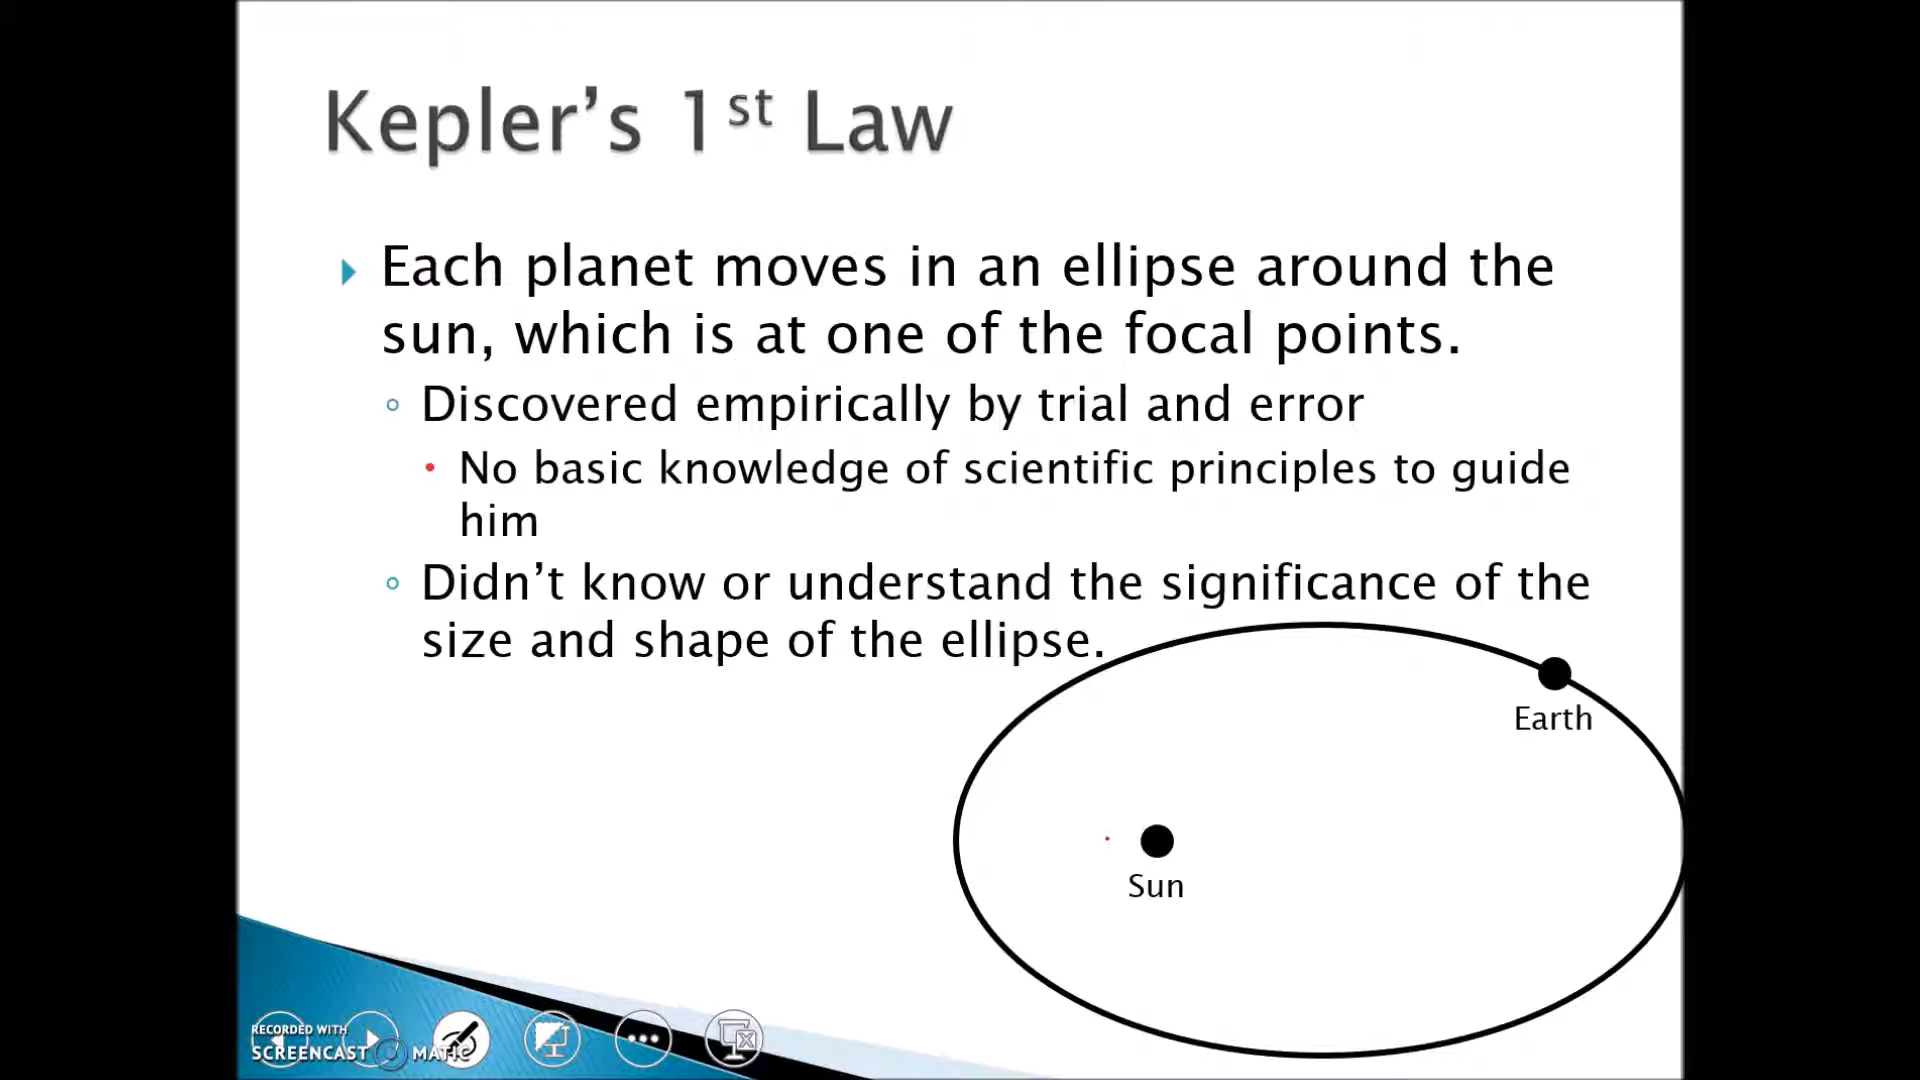 Kepler's 1st Law
Each planet moves in an ellipse around the
sun, which is at one of the focal points.
Discovered empirically by trial and error
No basic knowledge of scientific principles to guide
him
Didn't know or understand the significance of the
size and shape of the ellipse.
Earth
Sun
RECORDED WITH
SCREENCAST MATIC